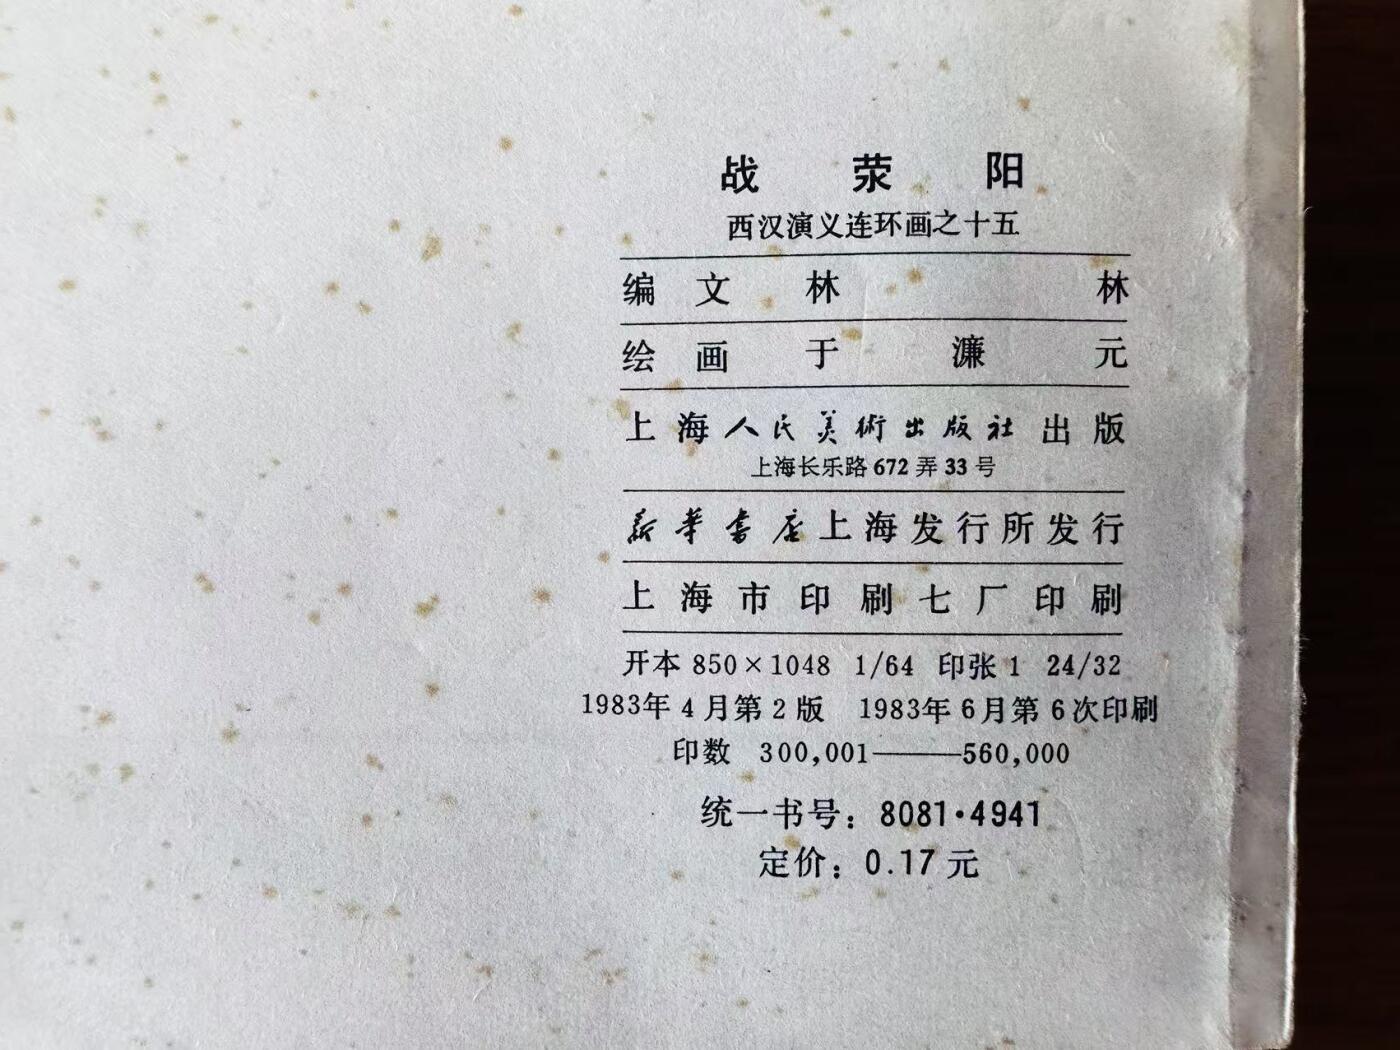 战荥阳
西汉演义连环画之十五
编文 林林
绘画 于濂元
上海人民美術出版社出版
上海长乐路 672 弄 33 号
新華書店上海发行所发行
上海市印刷七厂印刷
开本 850×1048 1/64 印张 1 24/32
1983年 4 月第 2 版 1983年 6 月第 6 次印刷
印数 300,001———560,000
统一书号：8081·4941
定价：0.17 元